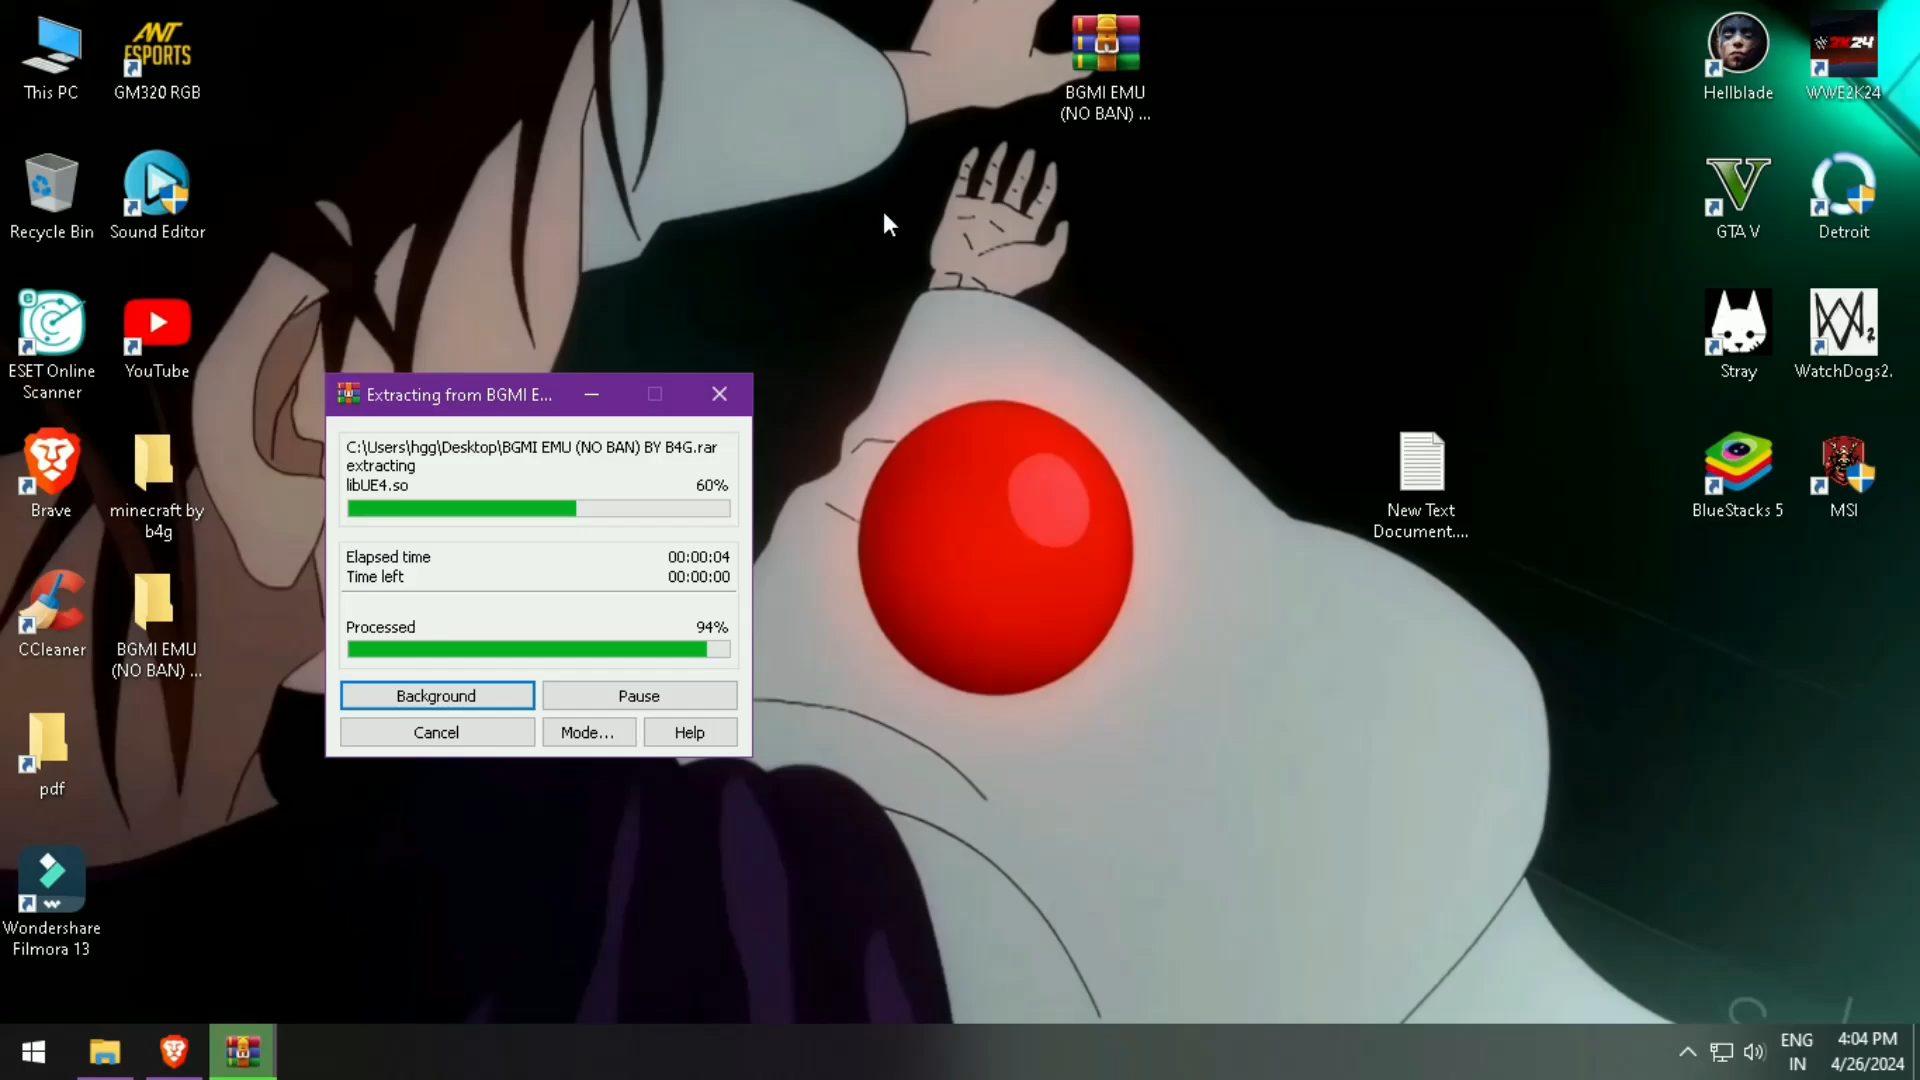 This PC
ANT
ESPORTS
GM320 RGB
BGMI EMU
(NO BAN) ...
Hellblade
2K24
WWE2K24
Recycle Bin
Sound Editor
GTA V
Detroit
ESET Online
Scanner
YouTube
Stray
WatchDogs2.
Brave
minecraft by
b4g
New Text
Document....
BlueStacks 5
MSI
CCleaner
BGMI EMU
(NO BAN) ...
pdf
Wondershare
Filmora 13
Extracting from BGMI E...
C:\Users\hgg\Desktop\BGMI EMU (NO BAN) BY B4G.rar
extracting
libUE4.so 60%
Elapsed time 00:00:04
Time left 00:00:00
Processed 94%
Background
Pause
Cancel
Mode...
Help
ENG
IN
4:04 PM
4/26/2024